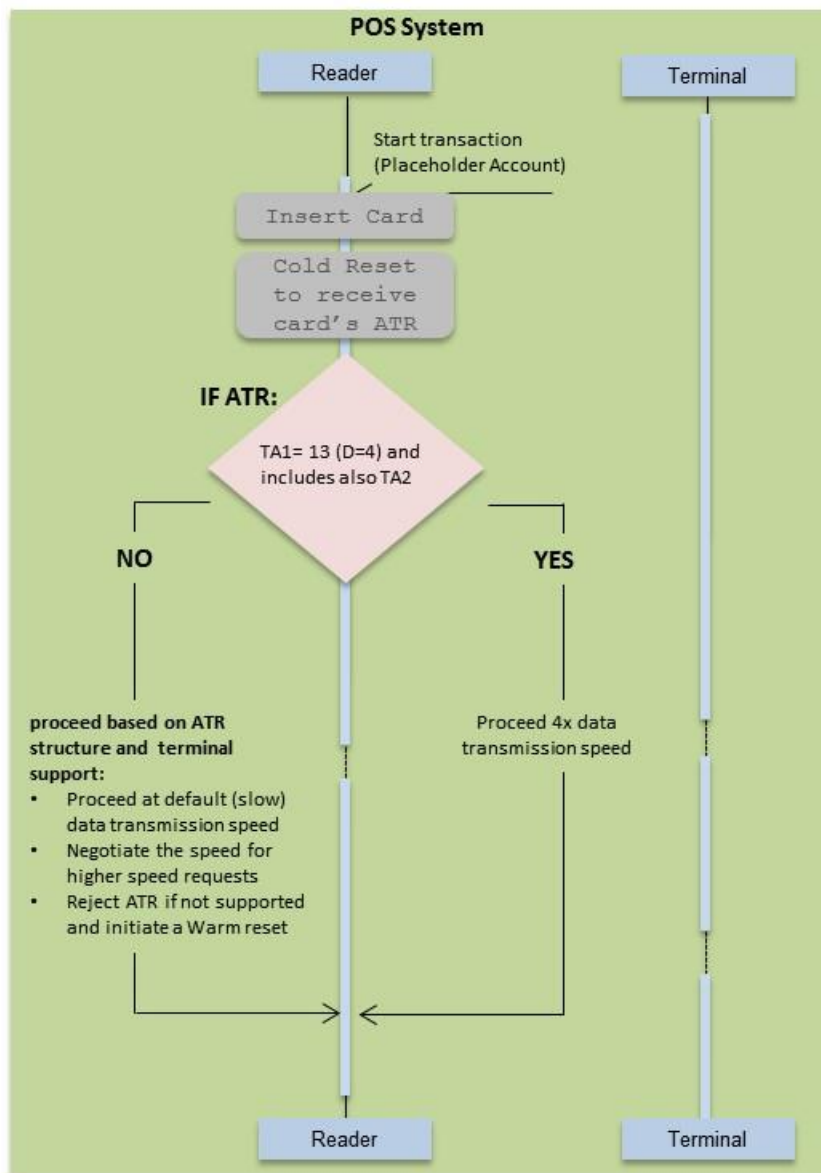 POS System
Reader
Terminal
Start transaction
(Placeholder Account)
Insert Card
Cold Reset
to receive
card's ATR
IF ATR:
TA1= 13 (D=4) and
includes also TA2
NO
YES
proceed based on ATR
structure and terminal
support:
• Proceed at default (slow)
data transmission speed
• Negotiate the speed for
higher speed requests
• Reject ATR if not supported
and initiate a Warm reset
Proceed 4x data
transmission speed
Reader
Terminal